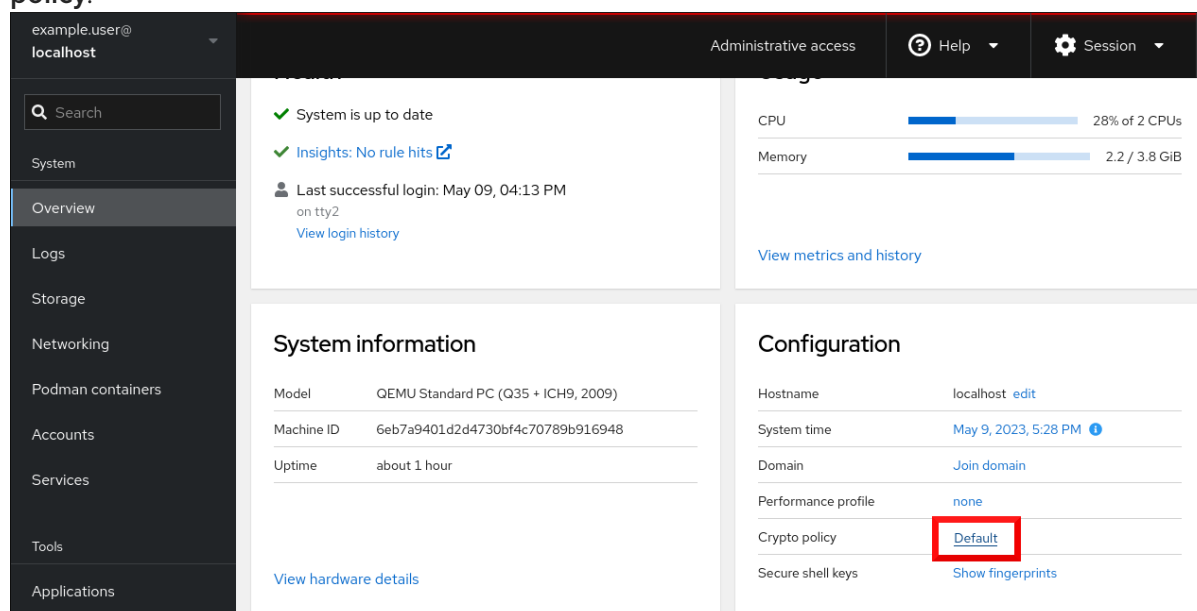 policy.
example.user@
localhost
Administrative access
Help
Session
Search
System
Overview
Logs
Storage
Networking
Podman containers
Accounts
Services
Tools
Applications
Health
System is up to date
Insights: No rule hits
Last successful login: May 09, 04:13 PM
on tty2
View login history
Usage
CPU 28% of 2 CPUs
Memory 2.2 / 3.8 GiB
View metrics and history
System information
Model QEMU Standard PC (Q35 + ICH9, 2009)
Machine ID 6eb7a9401d2d4730bf4c70789b916948
Uptime about 1 hour
View hardware details
Configuration
Hostname localhost edit
System time May 9, 2023, 5:28 PM
Domain Join domain
Performance profile none
Crypto policy Default
Secure shell keys Show fingerprints